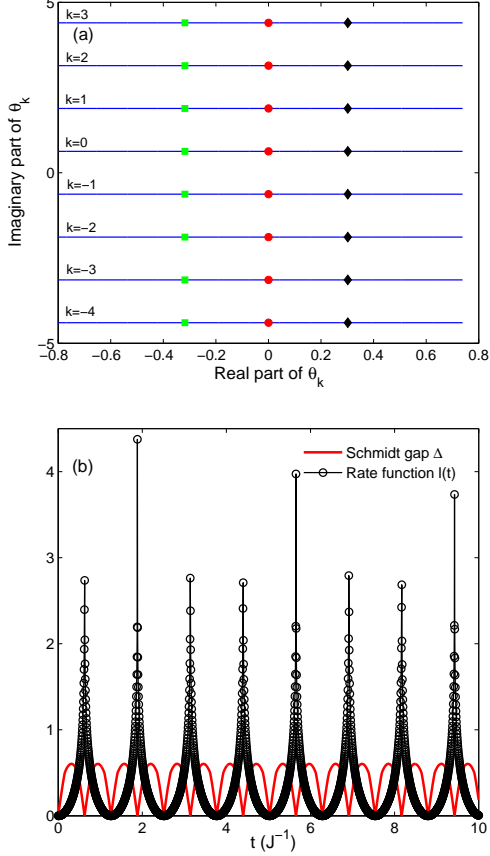 5
(a)
k=3
k=2
k=1
k=0
0
k=−1
k=−2
k=−3
k=−4
−5
−0.8 −0.6 −0.4 −0.2 0 0.2 0.4 0.6 0.8
Imaginary part of θk
Real part of θk
(b)
Schmidt gap Δ
Rate function l(t)
4
3
2
1
0
0 2 4 6 8 10
t (J−1)